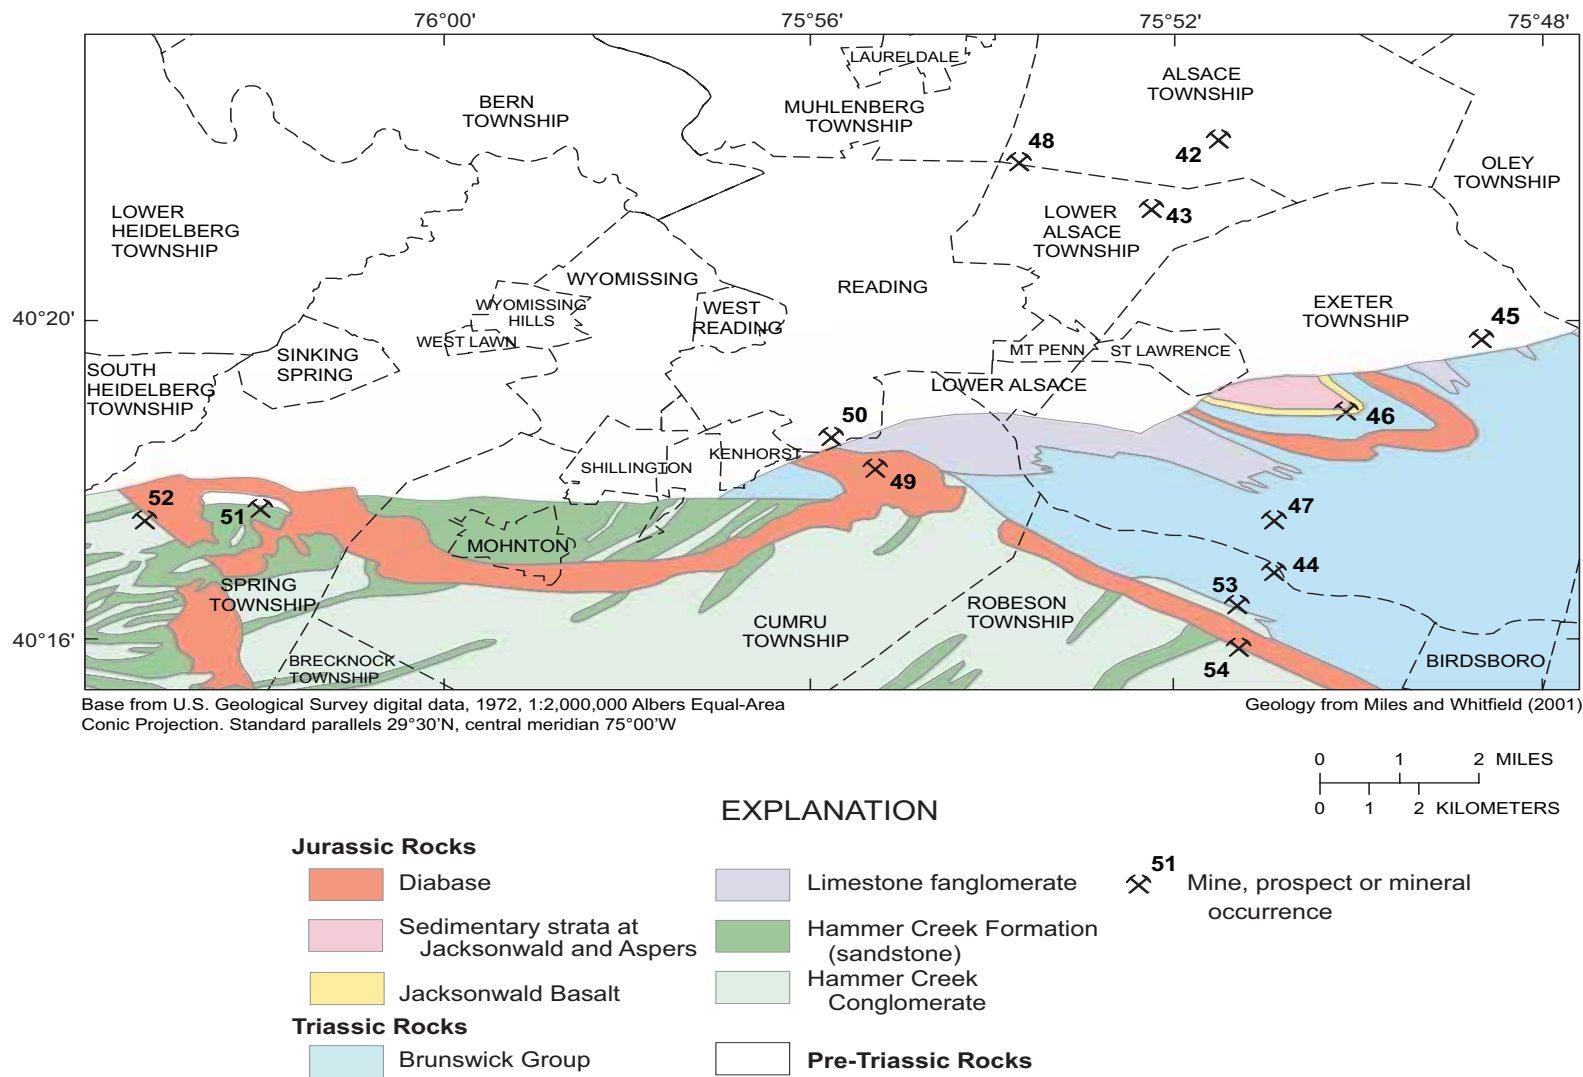 76°00'
75°56'
75°52'
75°48'
LAURELDALE
ALSACE
TOWNSHIP
BERN
TOWNSHIP
MUHLENBERG
TOWNSHIP
48
42
OLEY
TOWNSHIP
LOWER
HEIDELBERG
TOWNSHIP
43
LOWER
ALSACE
TOWNSHIP
WYOMISSING
READING
WYOMISSING
HILLS
WEST
READING
EXETER
TOWNSHIP
45
40°20'
WEST LAWN
SINKING
SPRING
MT PENN
ST LAWRENCE
SOUTH
HEIDELBERG
TOWNSHIP
LOWER ALSACE
50
46
KENHORST
SHILLINGTON
49
52
51
47
MOHNTON
44
SPRING
TOWNSHIP
53
ROBESON
TOWNSHIP
CUMRU
TOWNSHIP
40°16'
BRECKNOCK
TOWNSHIP
54
BIRDSBORO
Base from U.S. Geological Survey digital data, 1972, 1:2,000,000 Albers Equal-Area
Conic Projection. Standard parallels 29°30'N, central meridian 75°00'W
Geology from Miles and Whitfield (2001)
0 1 2 MILES
0 1 2 KILOMETERS
EXPLANATION
Jurassic Rocks
Diabase
Sedimentary strata at
Jacksonwald and Aspers
Jacksonwald Basalt
Triassic Rocks
Brunswick Group
Limestone fanglomerate
Hammer Creek Formation
(sandstone)
Hammer Creek
Conglomerate
Pre-Triassic Rocks
51
Mine, prospect or mineral
occurrence